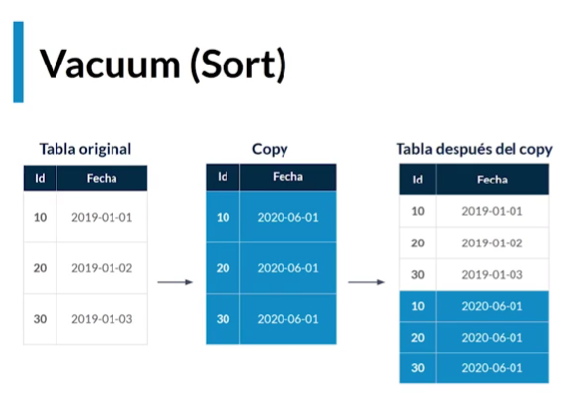 Vacuum (Sort)
Tabla original
Id Fecha
10 2019-01-01
20 2019-01-02
30 2019-01-03
Copy
Id Fecha
10 2020-06-01
20 2020-06-01
30 2020-06-01
Tabla después del copy
Id Fecha
10 2019-01-01
20 2019-01-02
30 2019-01-03
10 2020-06-01
20 2020-06-01
30 2020-06-01